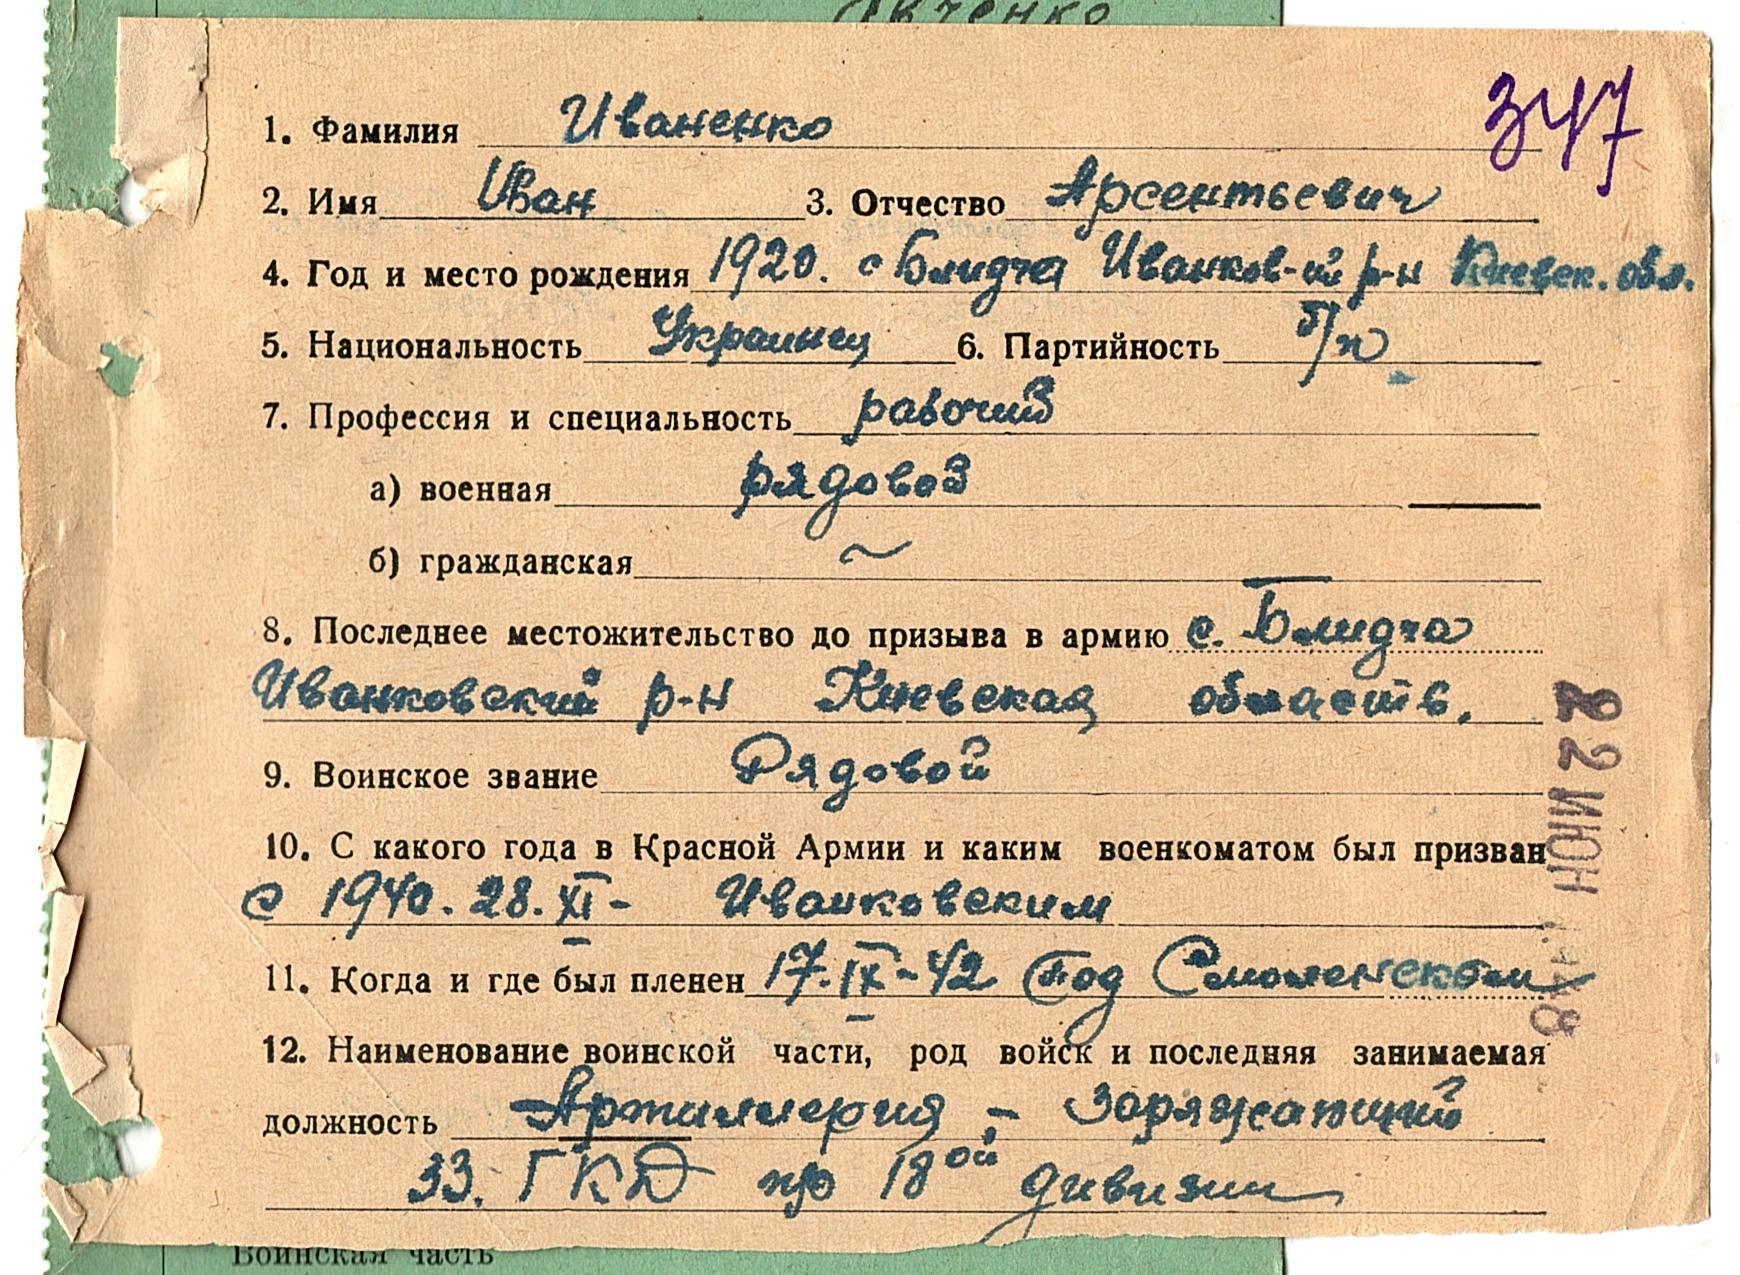 347
1. Фамилия Иваненко
2. Имя Иван 3. Отчество Арсентьевич
4. Год и место рождения 1920. с Блидча Иванков-ий р-н Киевск. обл.
5. Национальность Украинец 6. Партийность б/п
7. Профессия и специальность рабочий
а) военная рядовой
б) гражданская ~
8. Последнее местожительство до призыва в армию с. Блидча
Иванковский р-н Киевская область.
9. Воинское звание Рядовой
22 ИЮН
10. С какого года в Красной Армии и каким военкоматом был призван
с 1940. 28. XI - Иванковским
11. Когда и где был пленен 17. IX - 42 под Смоленском
12. Наименование воинской части, род войск и последняя занимаемая
должность Артиллерия - Заряжающий
33. ГКД 18ой дивизии
Воинская часть